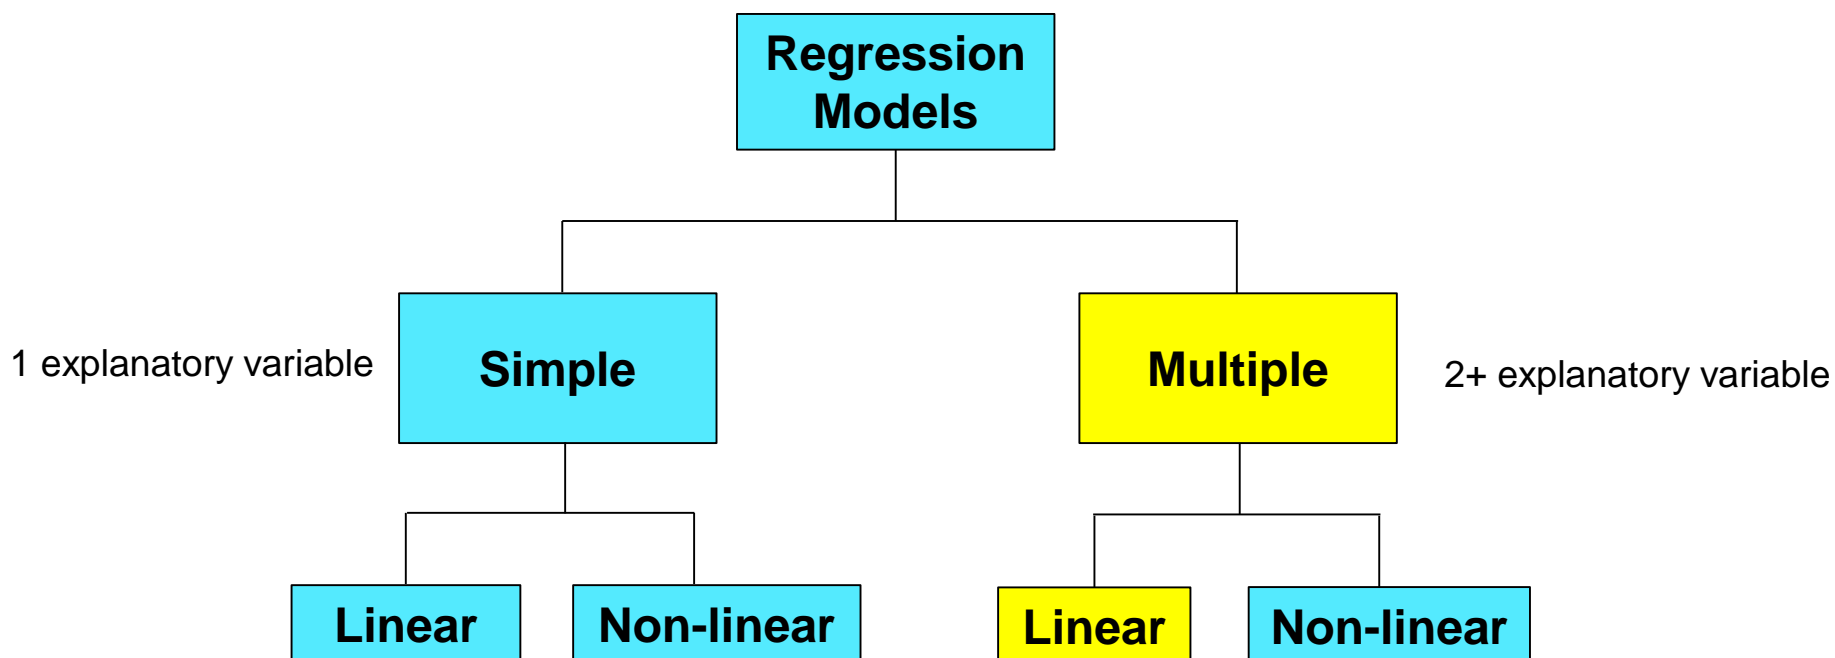 Regression
Models
1 explanatory variable
Simple
Multiple
2+ explanatory variable
Linear
Non-linear
Linear
Non-linear